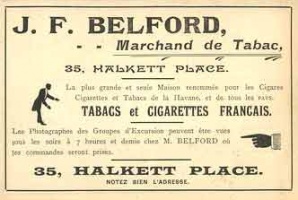 J. F. BELFORD,
- - Marchand de Tabac,
35, HALKETT PLACE.
La plus grande et seule Maison renommée pour les Cigares
Cigarettes et Tabacs de la Havane, et de tous les pays.
TABACS et CIGARETTES FRANCAIS.
Les Photographes des Groupes d'Excursion peuvent être vues
tous les soirs à 7 heures et demie chez M. BELFORD où
les commandes seront prises.
35, HALKETT PLACE.
NOTEZ BIEN L'ADRESSE.